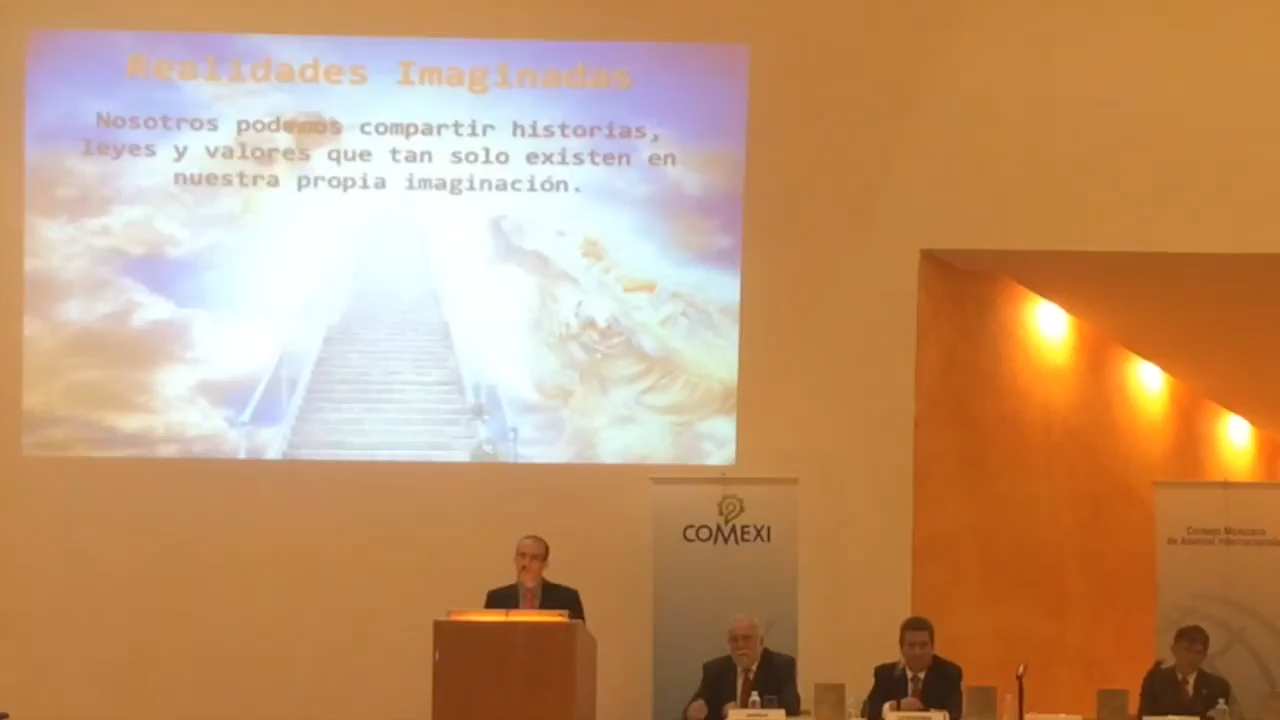 Realidades Imaginadas
Nosotros podemos compartir historias,
leyes y valores que tan solo existen en
nuestra propia imaginación.
COMEXI
Consejo Mexicano
de Asuntos Internacionales